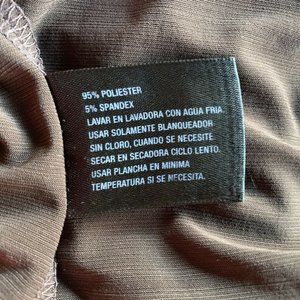 95% POLIESTER
5% SPANDEX
LAVAR EN LAVADORA CON AGUA FRIA.
USAR SOLAMENTE BLANQUEADOR
SIN CLORO, CUANDO SE NECESITE
SECAR EN SECADORA CICLO LENTO.
USAR PLANCHA EN MINIMA
TEMPERATURA SI SE NECESITA.